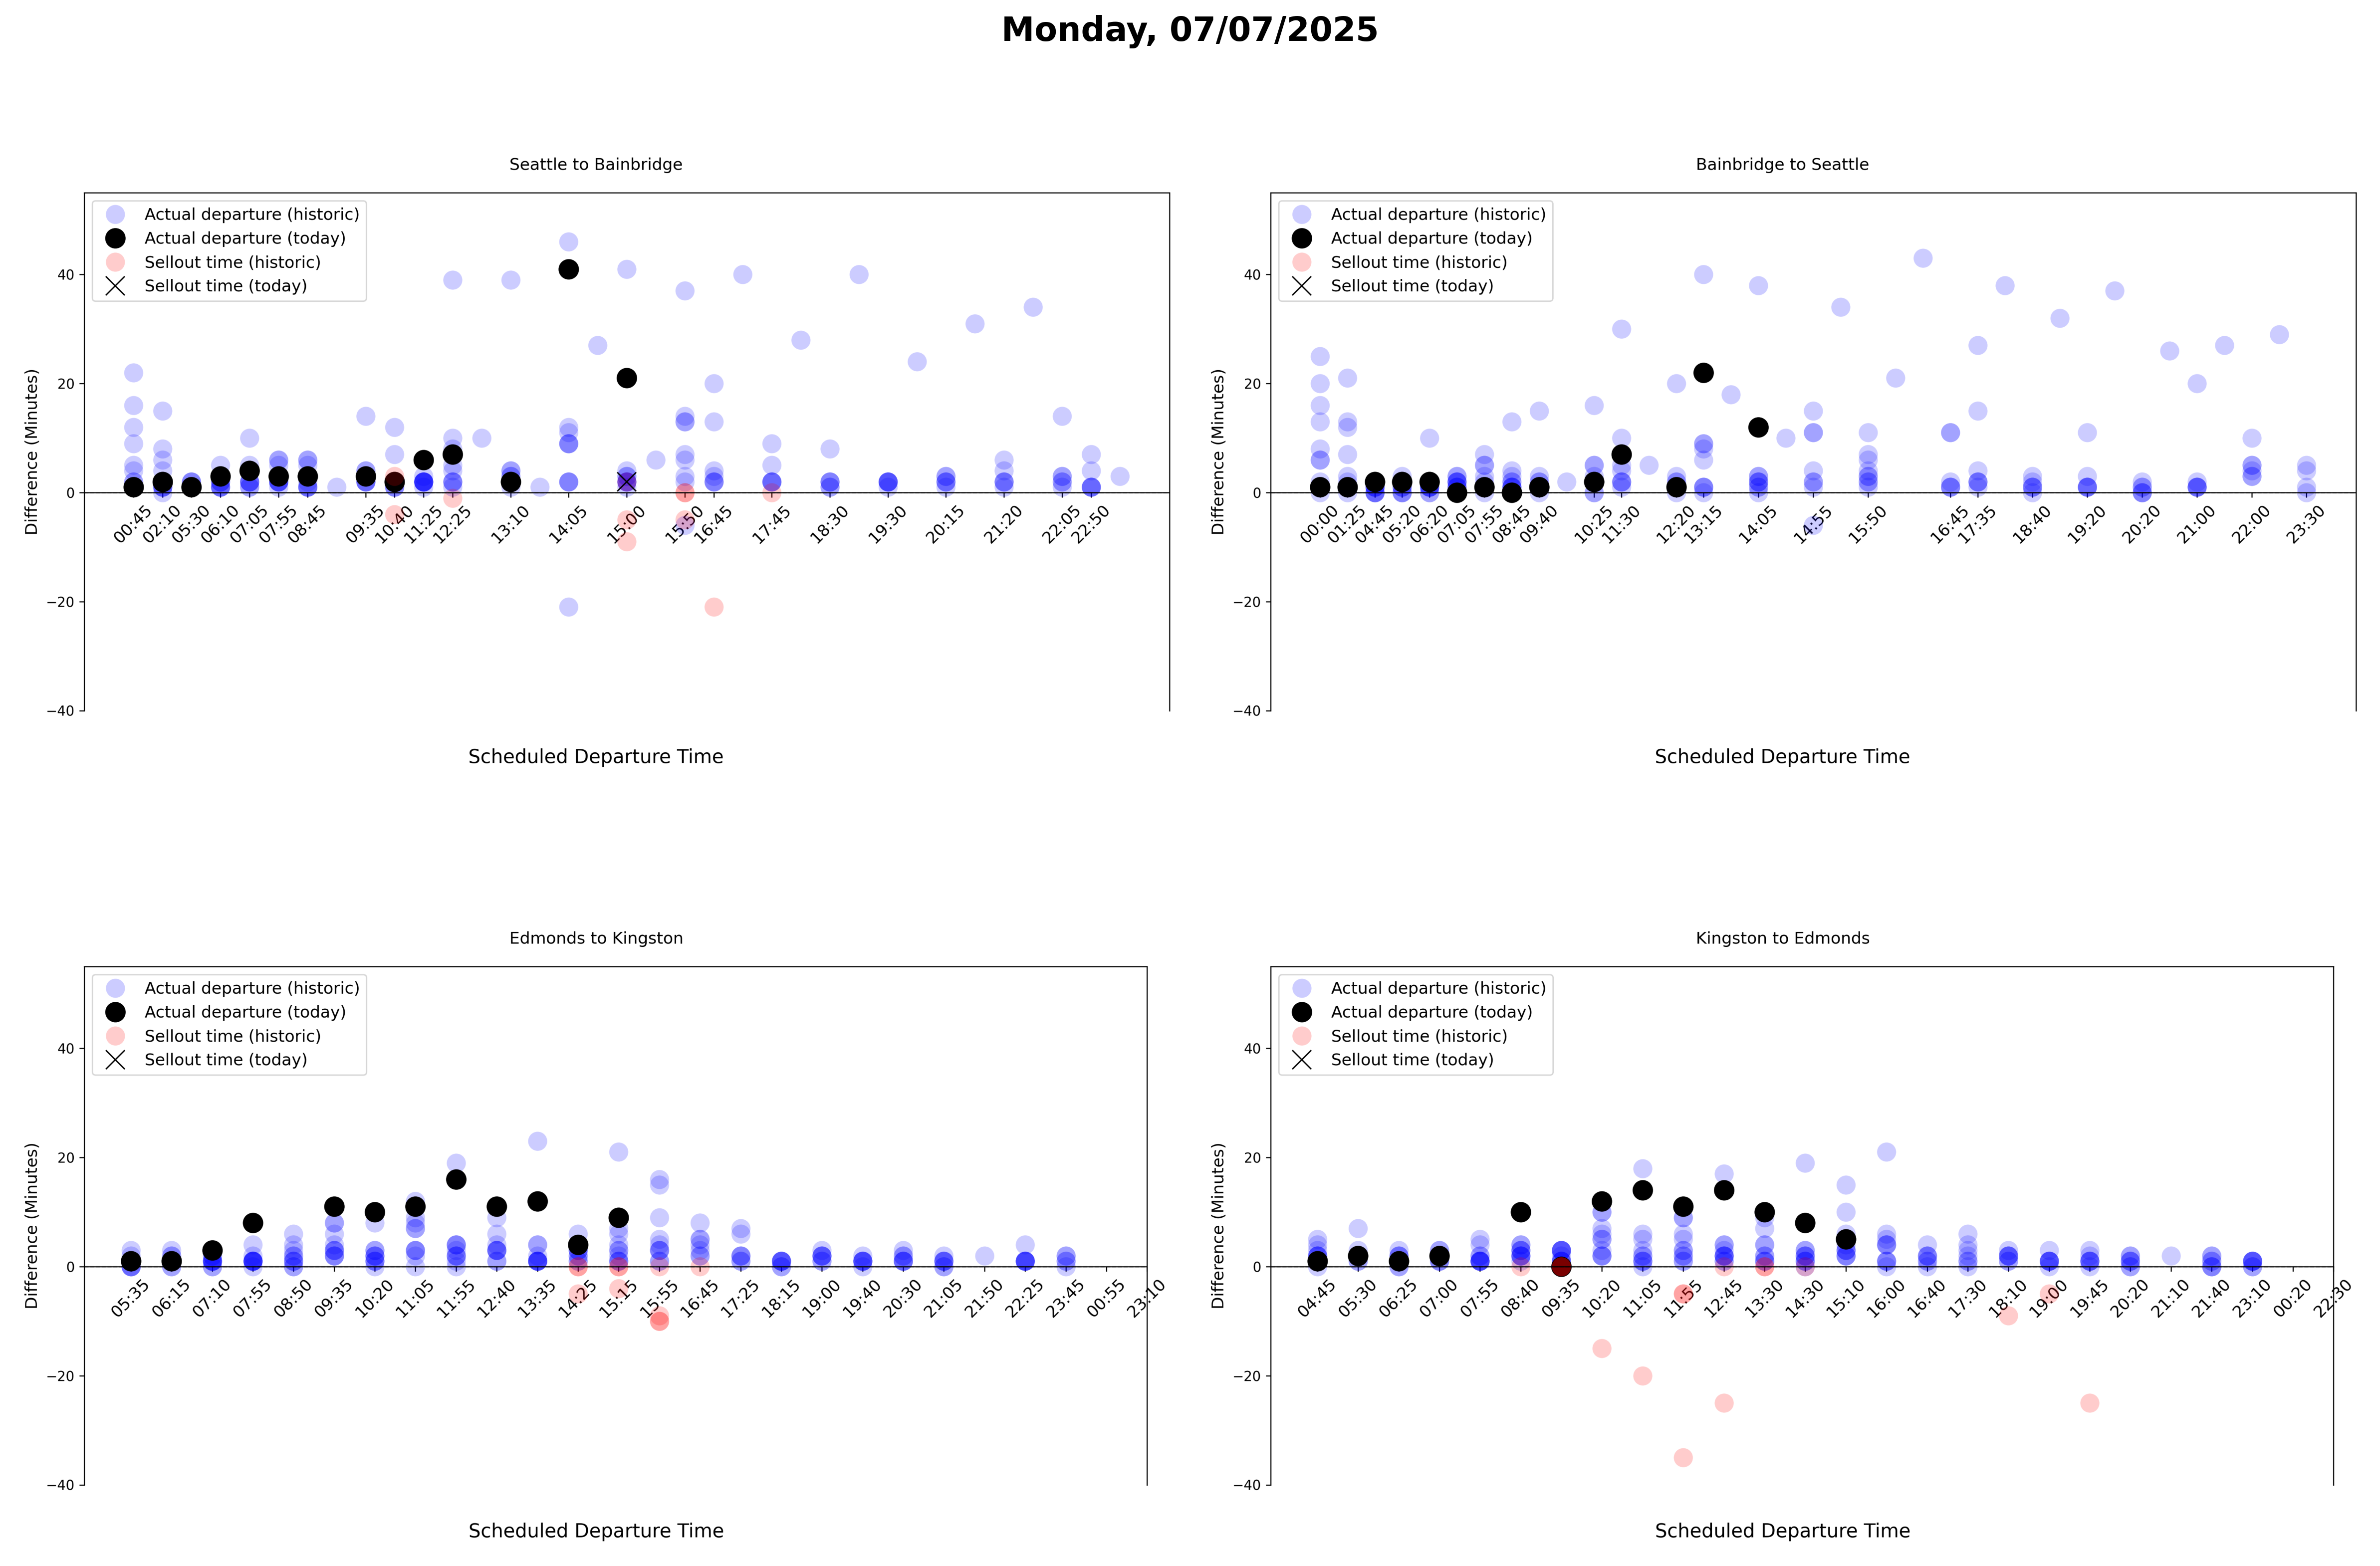 Monday, 07/07/2025
Seattle to Bainbridge
Actual departure (historic)
Actual departure (today)
Sellout time (historic)
Sellout time (today)
Difference (Minutes)
40
20
0
−20
−40
00:45 02:10 05:30 06:10 07:05 07:55 08:45 09:35 10:40 11:25 12:25 13:10 14:05 15:00 15:50 16:45 17:45 18:30 19:30 20:15 21:20 22:05 22:50
Scheduled Departure Time
Bainbridge to Seattle
Actual departure (historic)
Actual departure (today)
Sellout time (historic)
Sellout time (today)
Difference (Minutes)
40
20
0
−20
−40
00:00 01:25 04:45 05:20 06:20 07:05 07:55 08:45 09:40 10:25 11:30 12:20 13:15 14:05 14:55 15:50 16:45 17:35 18:40 19:20 20:20 21:00 22:00 23:30
Scheduled Departure Time
Edmonds to Kingston
Actual departure (historic)
Actual departure (today)
Sellout time (historic)
Sellout time (today)
Difference (Minutes)
40
20
0
−20
−40
05:35 06:15 07:10 07:55 08:50 09:35 10:20 11:05 11:55 12:40 13:35 14:25 15:15 15:55 16:45 17:25 18:15 19:00 19:40 20:30 21:05 21:50 22:25 23:45 00:55 23:10
Scheduled Departure Time
Kingston to Edmonds
Actual departure (historic)
Actual departure (today)
Sellout time (historic)
Sellout time (today)
Difference (Minutes)
40
20
0
−20
−40
04:45 05:30 06:25 07:00 07:55 08:40 09:35 10:20 11:05 11:55 12:45 13:30 14:30 15:10 16:00 16:40 17:30 18:10 19:00 19:45 20:20 21:10 21:40 23:10 00:20 22:30
Scheduled Departure Time